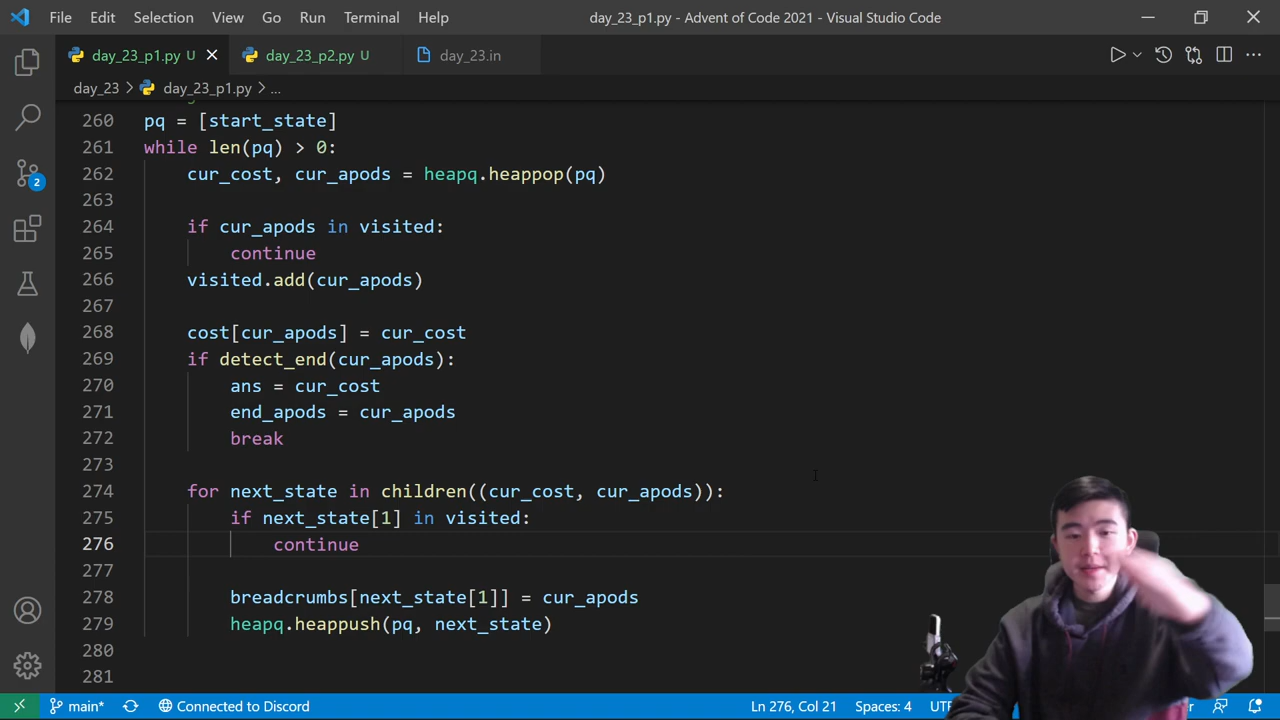 File Edit Selection View Go Run Terminal Help day_23_p1.py - Advent of Code 2021 - Visual Studio Code
day_23_p1.py U day_23_p2.py U day_23.in
day_23 > day_23_p1.py > ...
260 pq = [start_state]
261 while len(pq) > 0:
262 cur_cost, cur_apods = heapq.heappop(pq)
263
264 if cur_apods in visited:
265 continue
266 visited.add(cur_apods)
267
268 cost[cur_apods] = cur_cost
269 if detect_end(cur_apods):
270 ans = cur_cost
271 end_apods = cur_apods
272 break
273
274 for next_state in children((cur_cost, cur_apods)):
275 if next_state[1] in visited:
276 continue
277
278 breadcrumbs[next_state[1]] = cur_apods
279 heapq.heappush(pq, next_state)
280
281
2
main* Connected to Discord Ln 276, Col 21 Spaces: 4